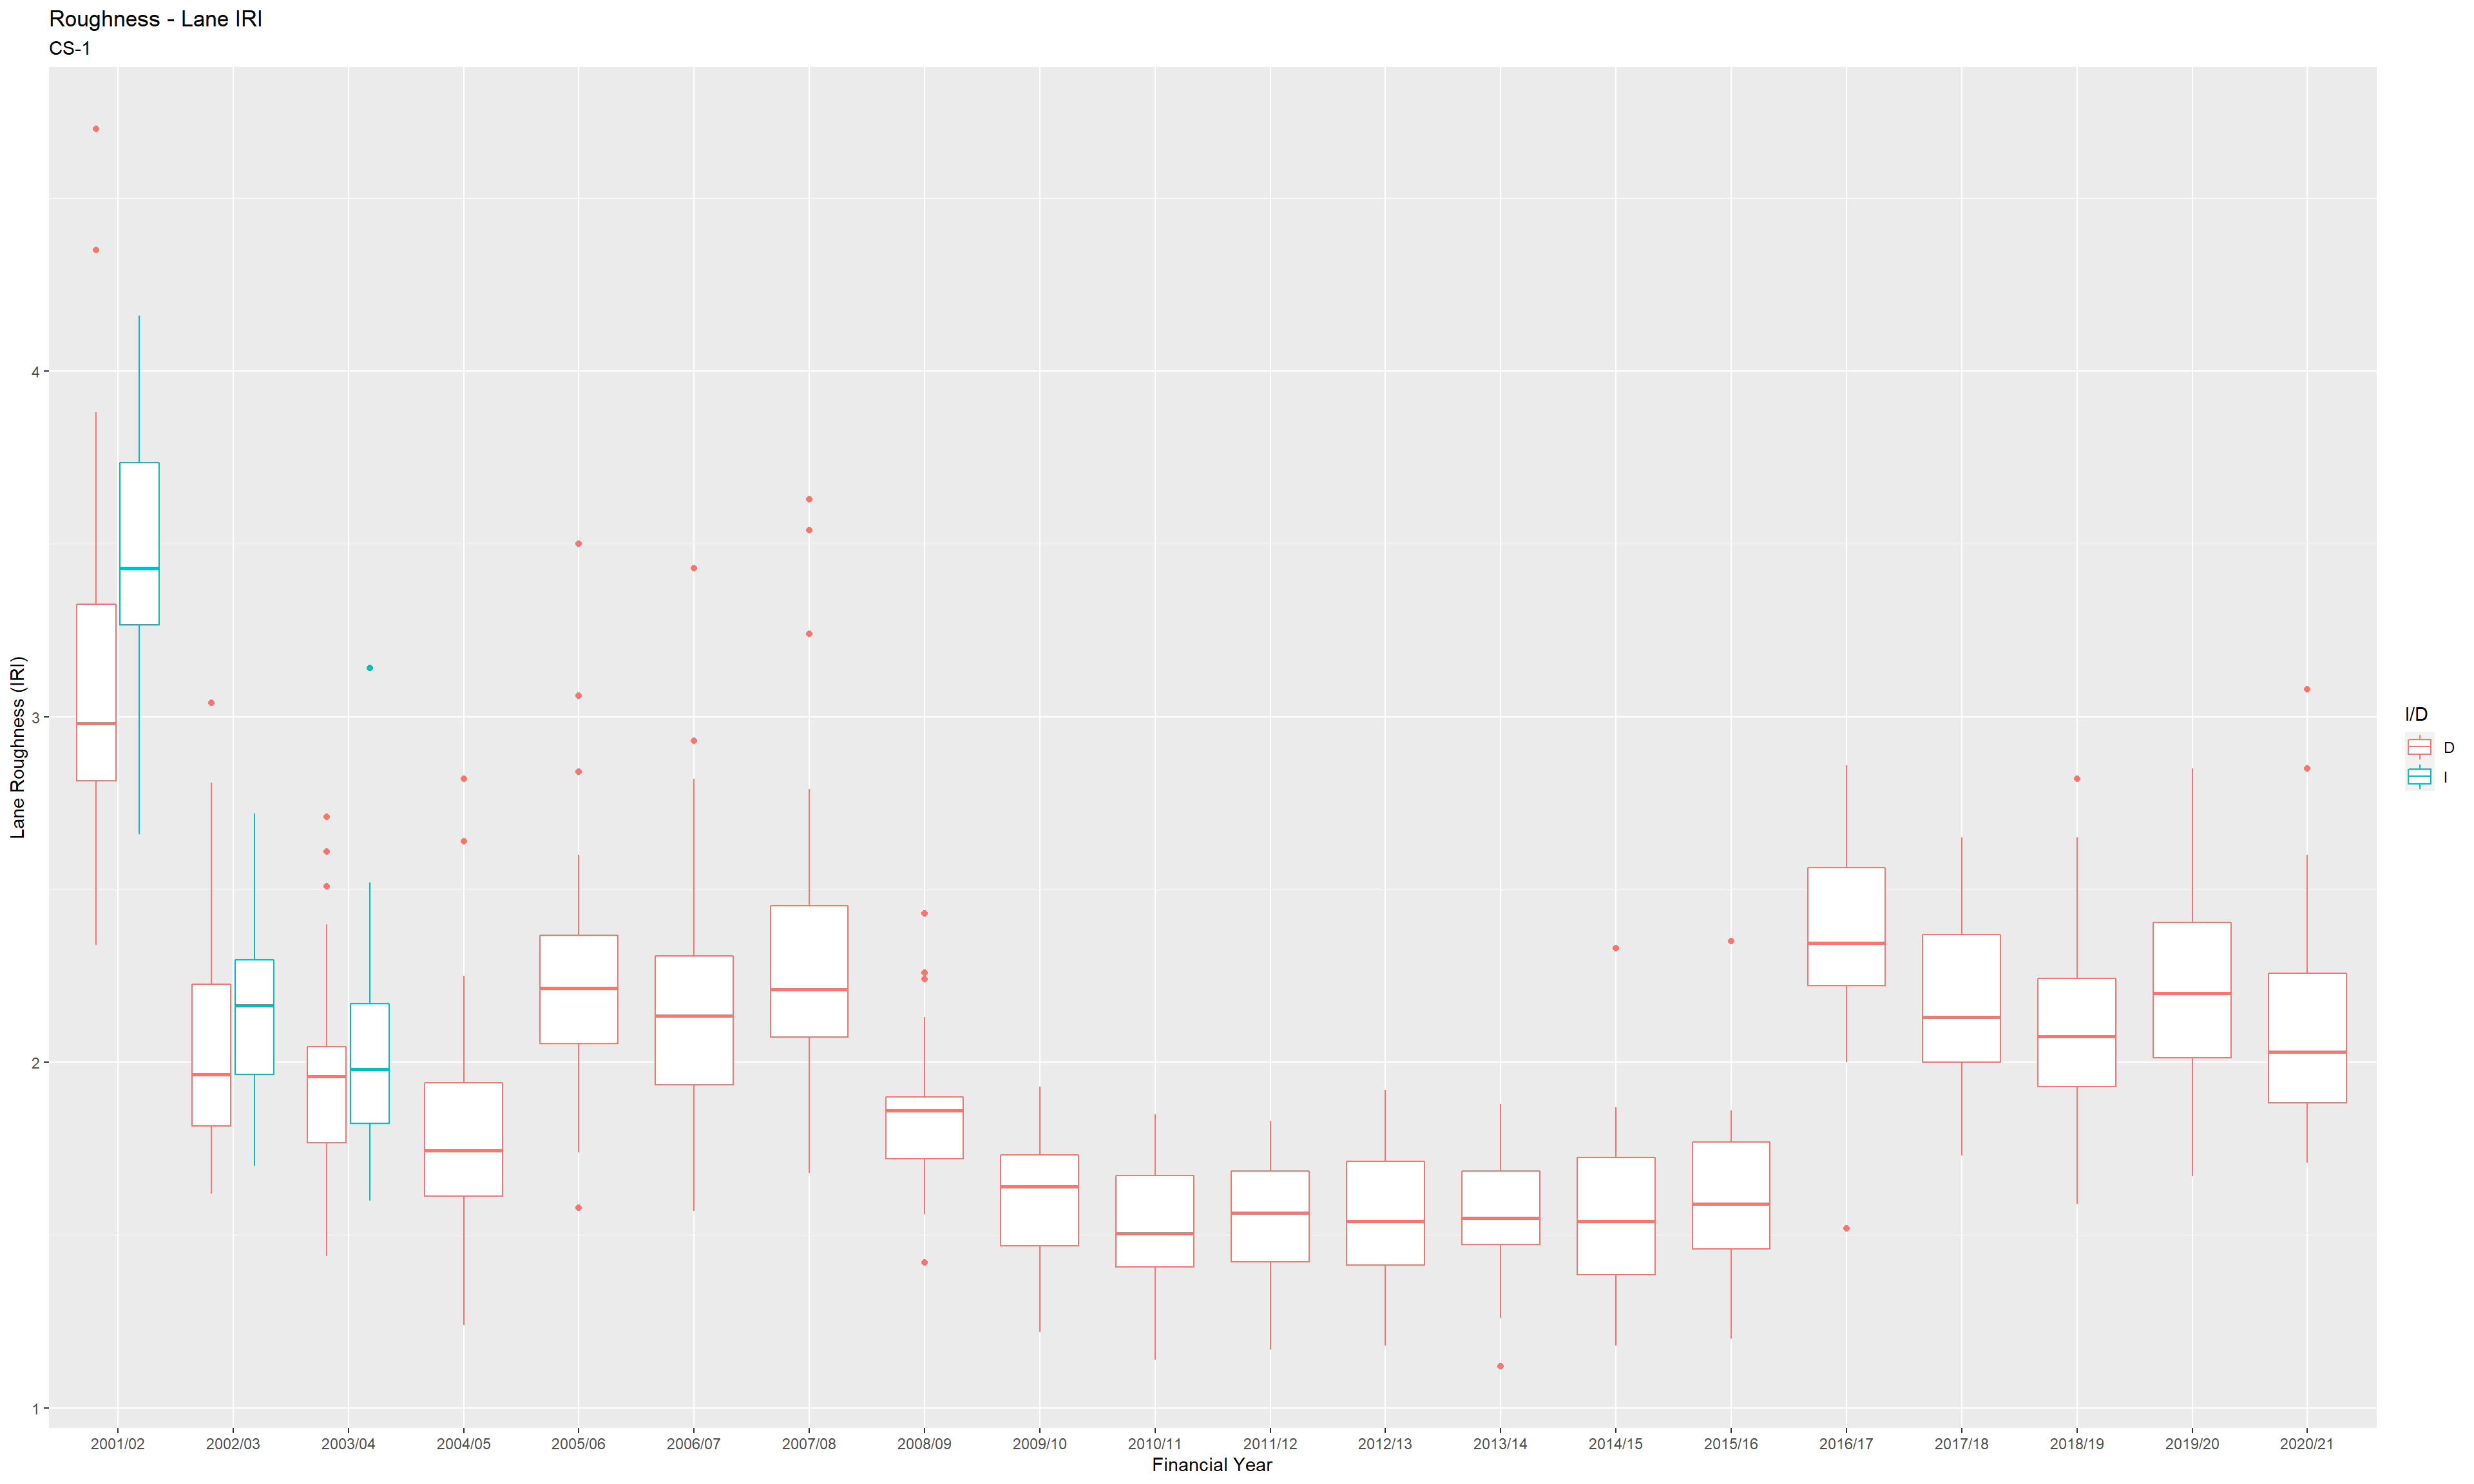 Roughness - Lane IRI
CS-1
Lane Roughness (IRI)
4
3
2
1
2001/02 2002/03 2003/04 2004/05 2005/06 2006/07 2007/08 2008/09 2009/10 2010/11 2011/12 2012/13 2013/14 2014/15 2015/16 2016/17 2017/18 2018/19 2019/20 2020/21
Financial Year
I/D
D
I